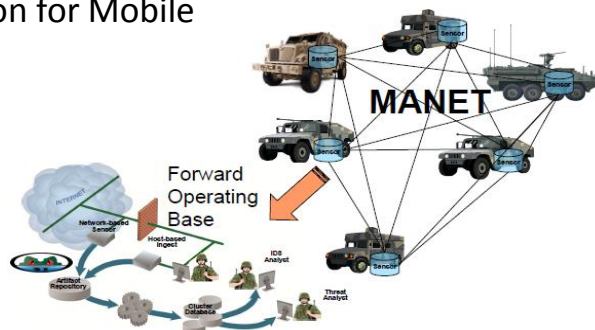 on for Mobile
Sensor
Sensor
Sensor
MANET
Sensor
Sensor
Forward
Operating
Base
INTERNET
Network-based
Sensor
Host-based
Ingest
IDS
Analyst
Sensor
Artifact
Repository
Threat
Analyst
Cluster
Database